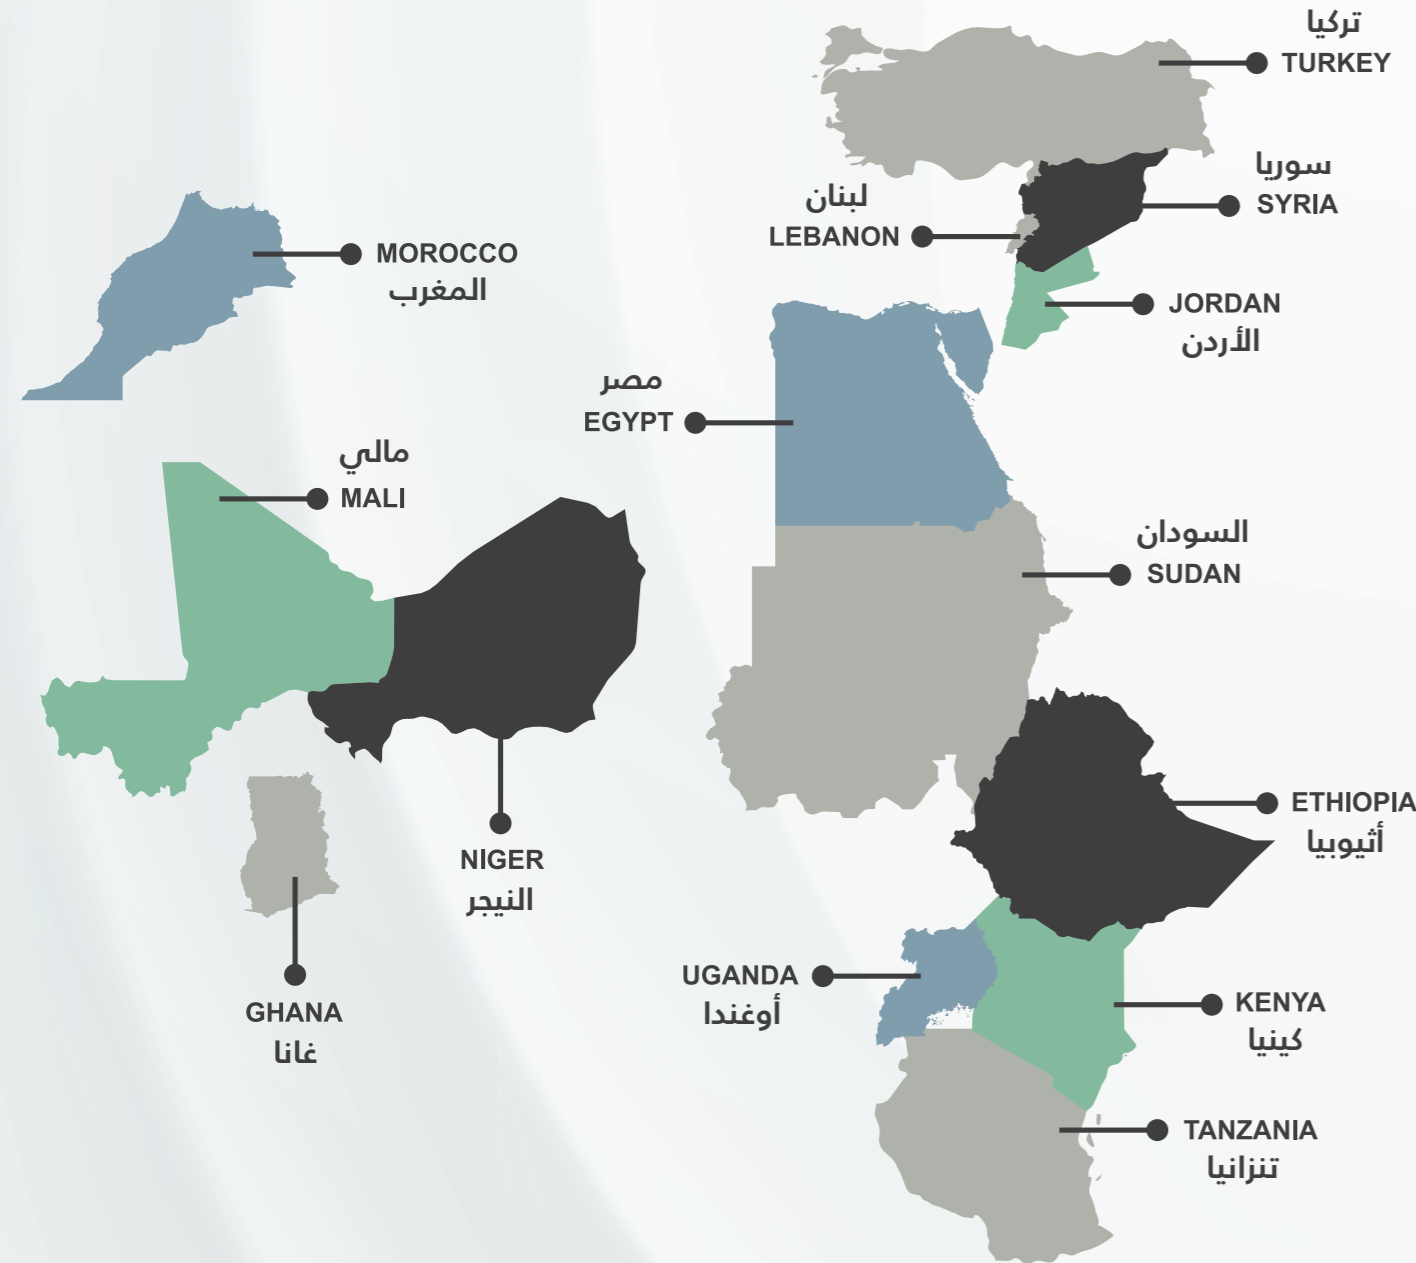 تركيا
TURKEY
سوريا
SYRIA
لبنان
LEBANON
MOROCCO
المغرب
JORDAN
الأردن
مصر
EGYPT
مالي
MALI
السودان
SUDAN
ETHIOPIA
أثيوبيا
NIGER
النيجر
UGANDA
أوغندا
GHANA
غانا
KENYA
كينيا
TANZANIA
تنزانيا